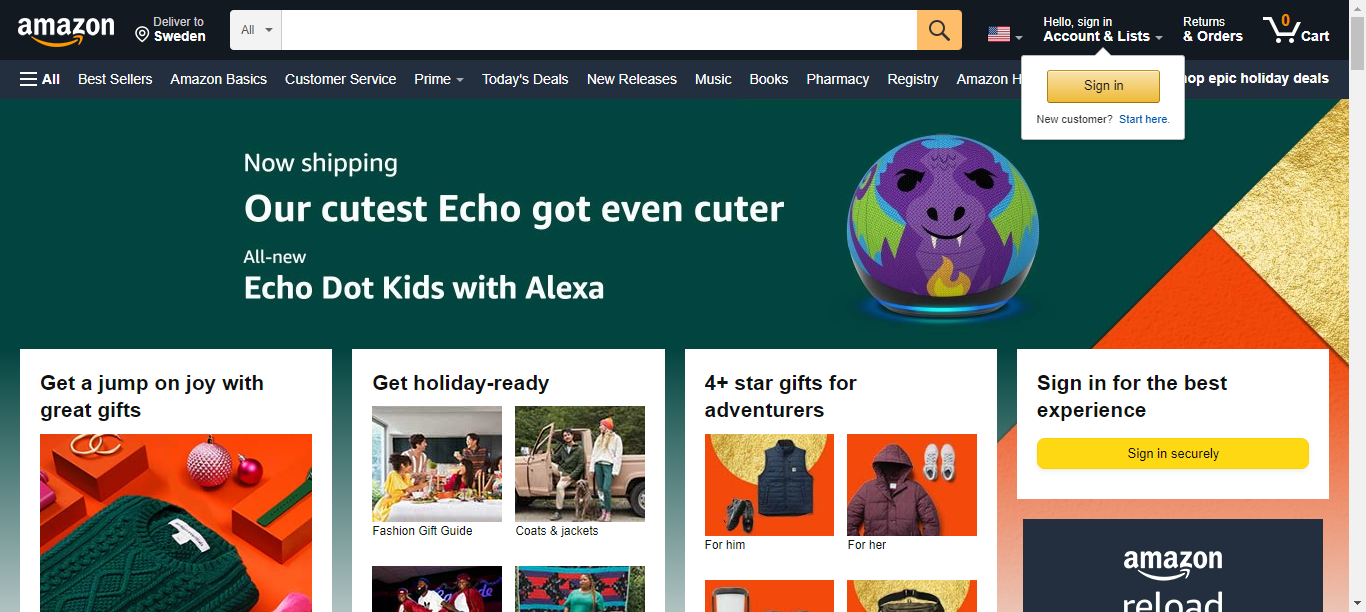 amazon
Deliver to
Sweden
All
Hello, sign in
Account & Lists
Returns
& Orders
0
Cart
All
Best Sellers
Amazon Basics
Customer Service
Prime
Today's Deals
New Releases
Music
Books
Pharmacy
Registry
Amazon
epic holiday deals
Sign in
New customer? Start here.
Now shipping
Our cutest Echo got even cuter
All-new
Echo Dot Kids with Alexa
Get a jump on joy with
great gifts
Get holiday-ready
Fashion Gift Guide
Coats & jackets
4+ star gifts for
adventurers
For him
For her
Sign in for the best
experience
Sign in securely
amazon
reload